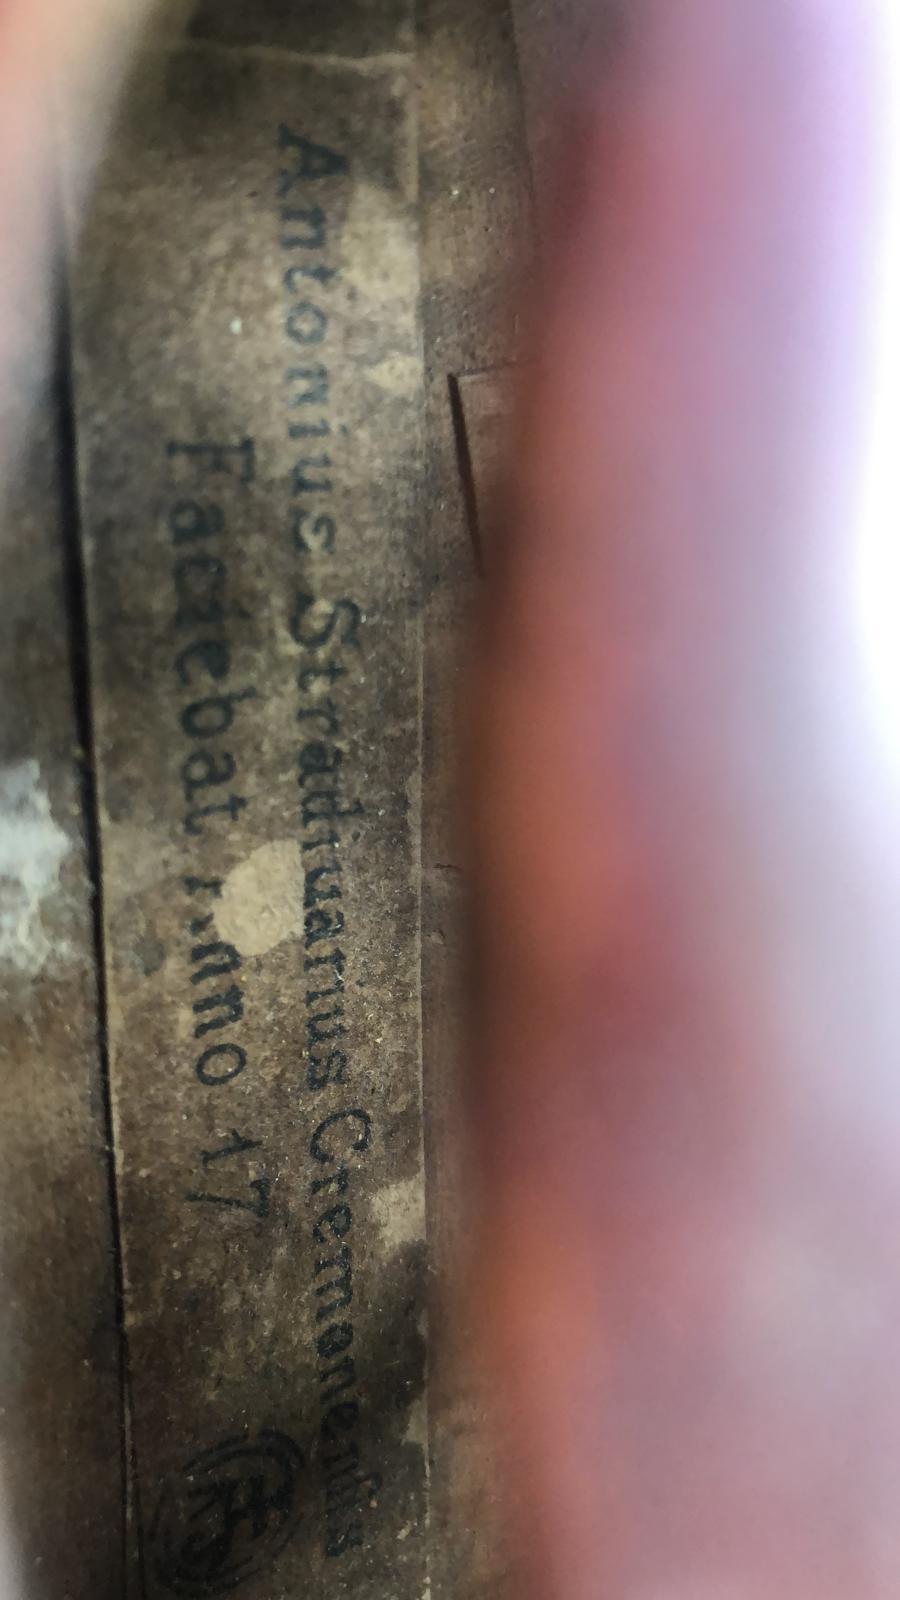 Antonius Stradiuarius Cremonenſis
Faciebat Anno 17